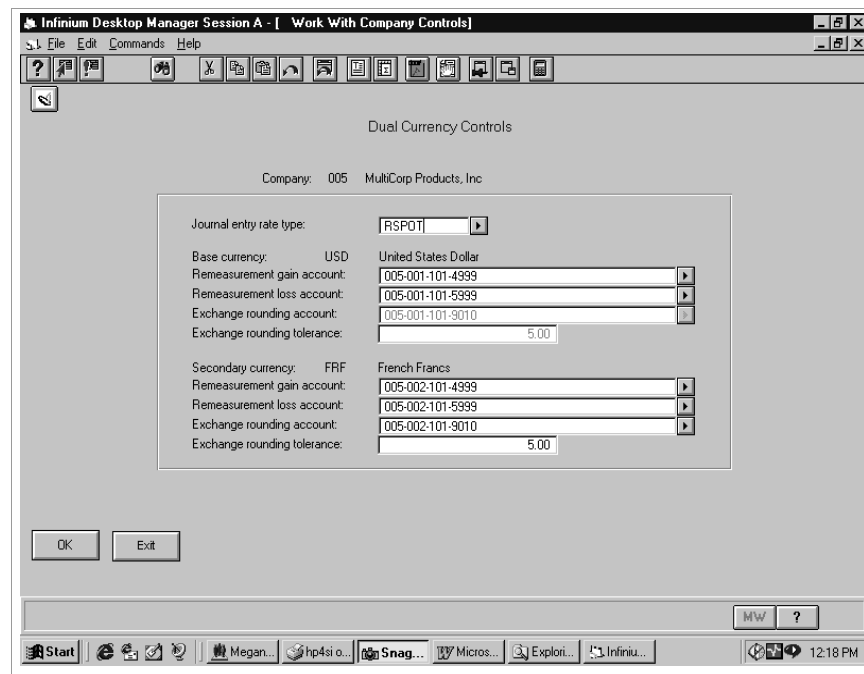 Infinium Desktop Manager Session A - [ Work With Company Controls]
File Edit Commands Help
Dual Currency Controls
Company: 005 MultiCorp Products, Inc
Journal entry rate type: RSPOT
Base currency: USD United States Dollar
Remeasurement gain account: 005-001-101-4999
Remeasurement loss account: 005-001-101-5999
Exchange rounding account: 005-001-101-9010
Exchange rounding tolerance: 5.00
Secondary currency: FRF French Francs
Remeasurement gain account: 005-002-101-4999
Remeasurement loss account: 005-002-101-5999
Exchange rounding account: 005-002-101-9010
Exchange rounding tolerance: 5.00
OK Exit
MW ?
Start Megan... hp4si o... Snag... Micros... Explori... Infiniu... 12:18 PM